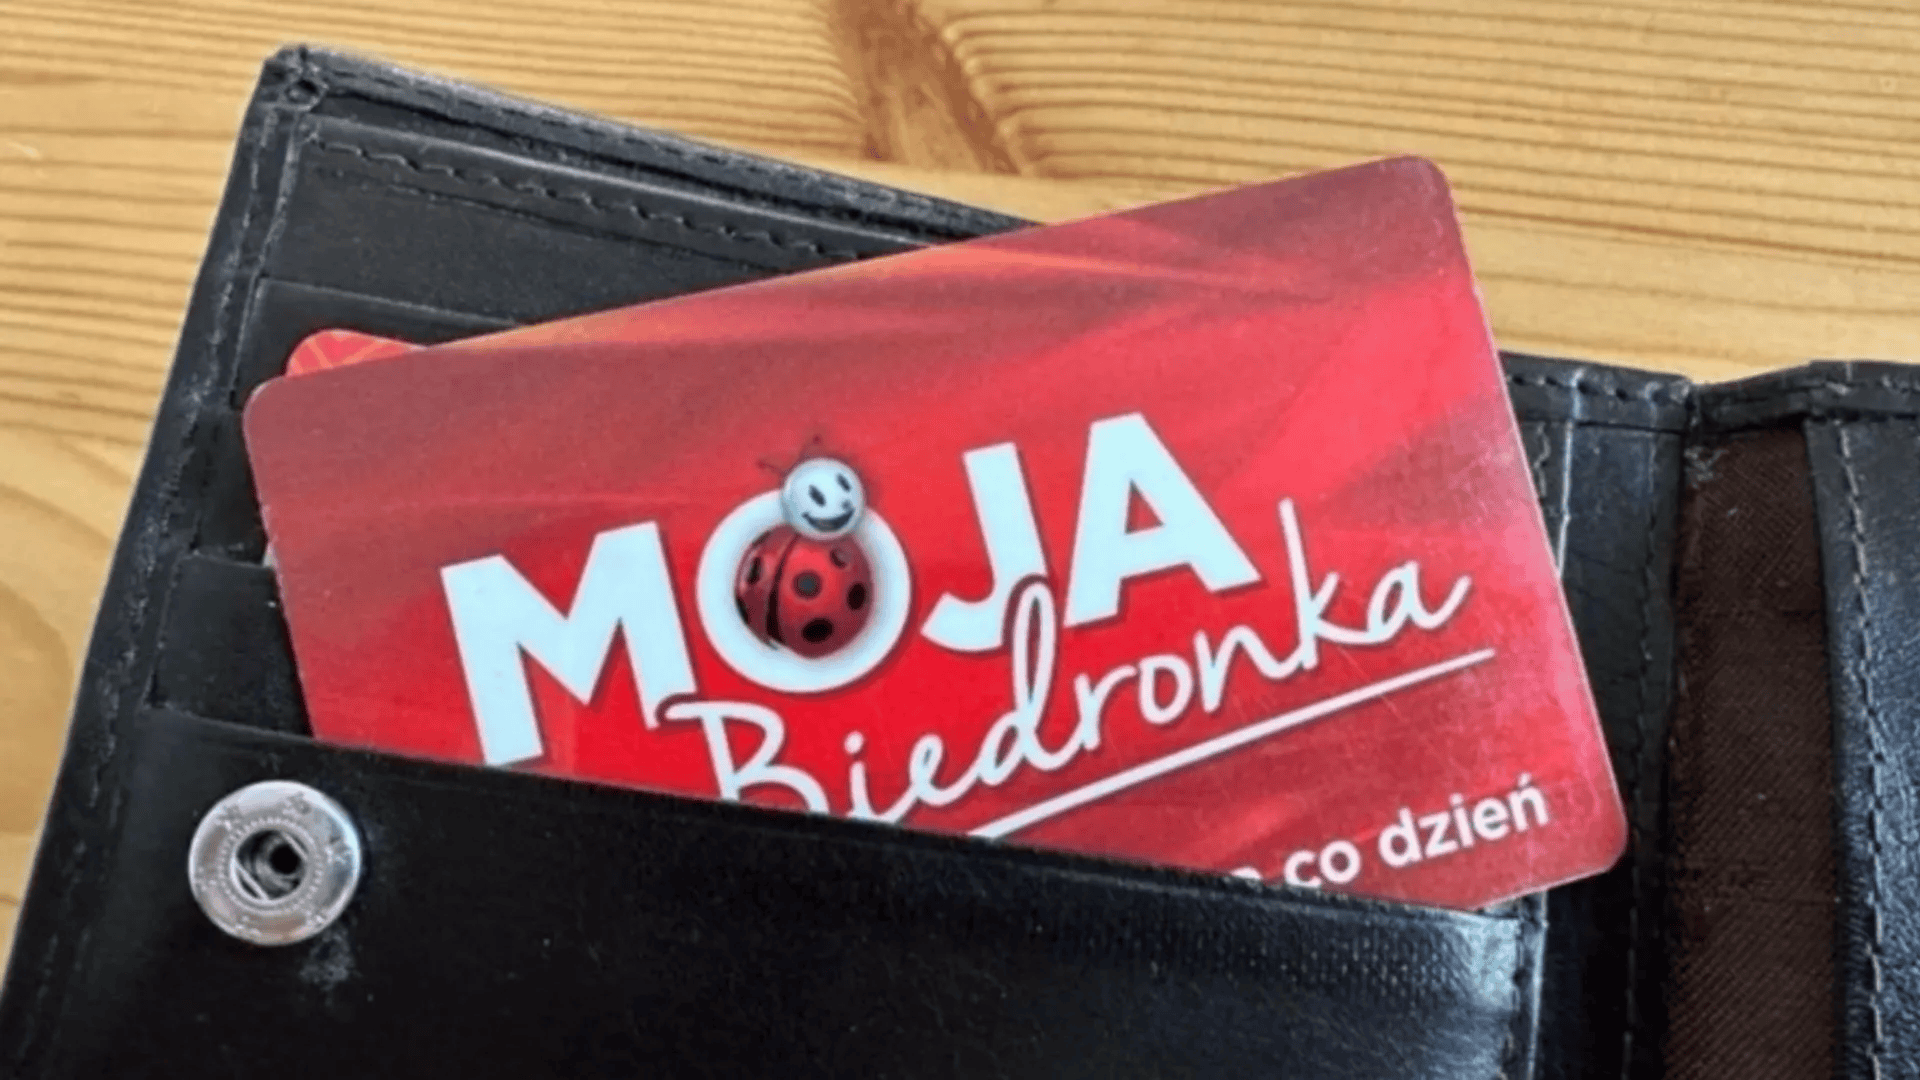 MOJA
Biedronka
co dzień